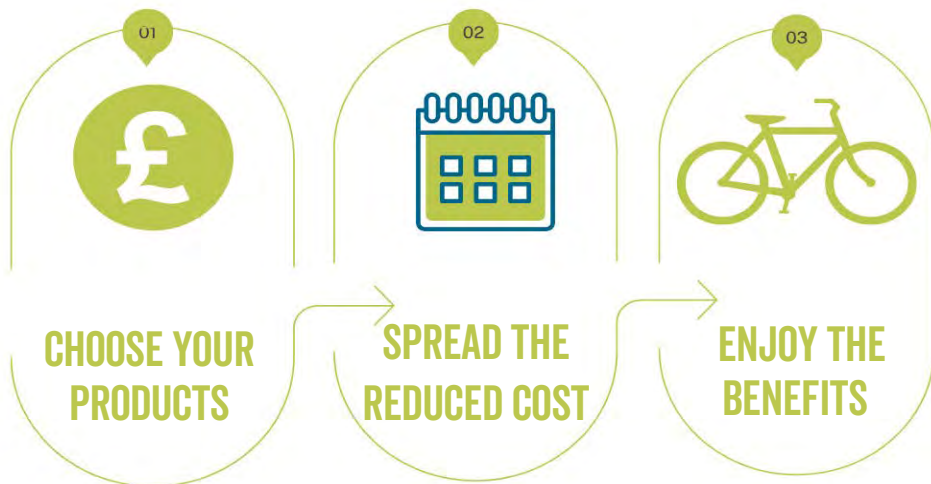 01
02
03
£
CHOOSE YOUR
PRODUCTS
SPREAD THE
REDUCED COST
ENJOY THE
BENEFITS